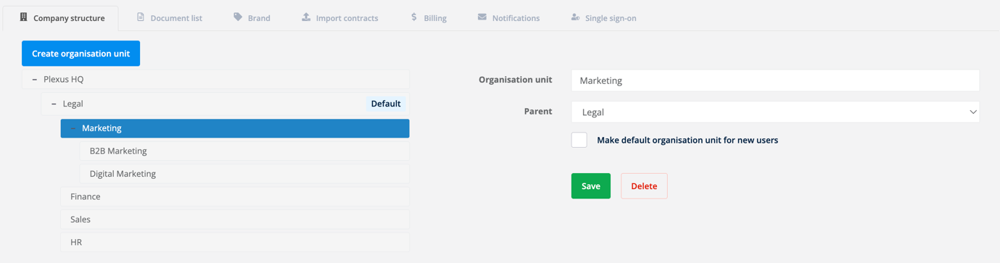 Company structure
Document list
Brand
Import contracts
$ Billing
Notifications
Single sign-on
Create organisation unit
– Plexus HQ
– Legal Default
– Marketing
B2B Marketing
Digital Marketing
Finance
Sales
HR
Organisation unit Marketing
Parent Legal
Make default organisation unit for new users
Save Delete